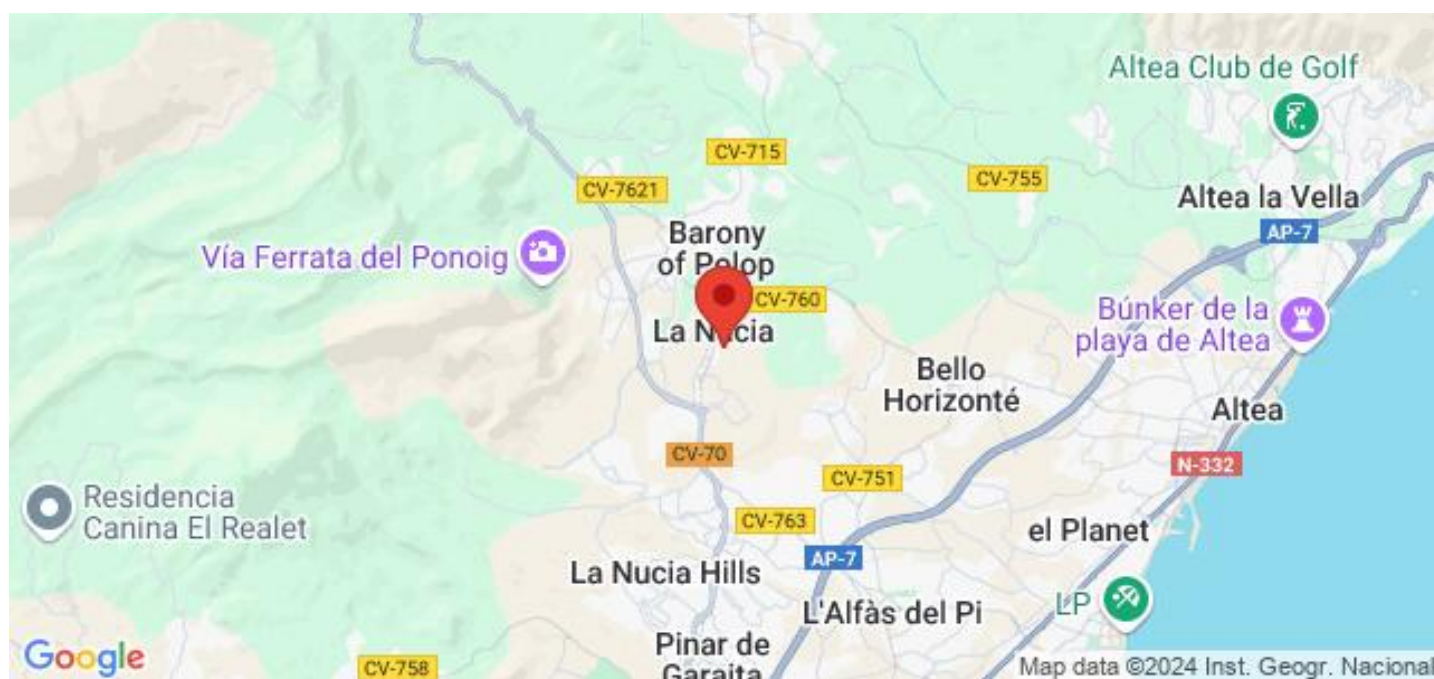 Altea Club de Golf
CV-715
CV-7621
CV-755
Altea la Vella
AP-7
Barony
of Polop
Vía Ferrata del Ponoig
CV-760
La Nucia
Búnker de la
playa de Altea
Bello
Horizonté
Altea
CV-70
N-332
CV-751
Residencia
Canina El Realet
CV-763
el Planet
AP-7
La Nucia Hills
L'Alfàs del Pi
LP
Pinar de
Garaita
CV-758
Google
Map data ©2024 Inst. Geogr. Nacional